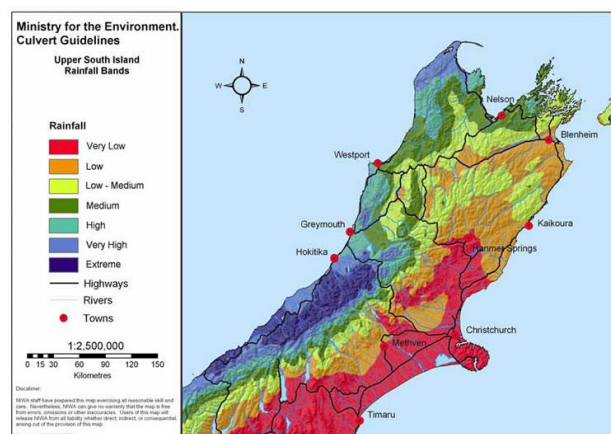 Ministry for the Environment.
Culvert Guidelines
Upper South Island
Rainfall Bands
N
W
E
S
Rainfall
Very Low
Low
Low - Medium
Medium
High
Very High
Extreme
Highways
Rivers
Towns
1:2,500,000
0 15 30 60 90 120 150
Kilometres
Disclaimer:
NIWA staff have prepared this map exercising all reasonable skill and
care. Nevertheless, NIWA can give no warranty that the map is free
from errors, omissions or other inaccuracies. Users of this map will
release NIWA from all liability whether direct, indirect, or consequential,
arising out of the provision of this map.
Nelson
Blenheim
Westport
Kaikoura
Greymouth
Hanmer Springs
Hokitika
Christchurch
Methven
Timaru